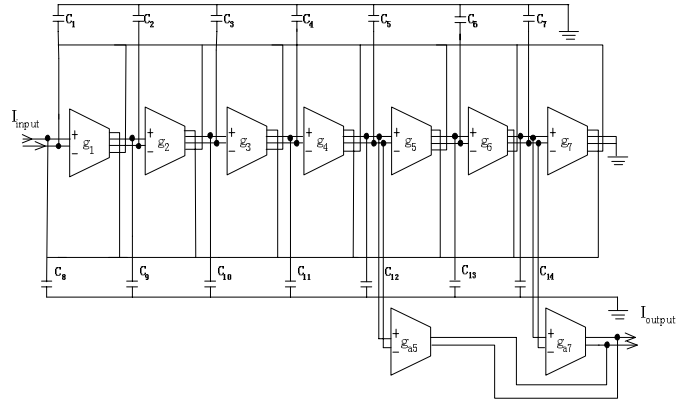 C1 C2 C3 C4 C5 C6 C7
Iinput
+ + + + + + +
g1 g2 g3 g4 g5 g6 g7
− − − − − − −
C8 C9 C10 C11 C12 C13 C14
Ioutput
+ +
ga5 ga7
− −